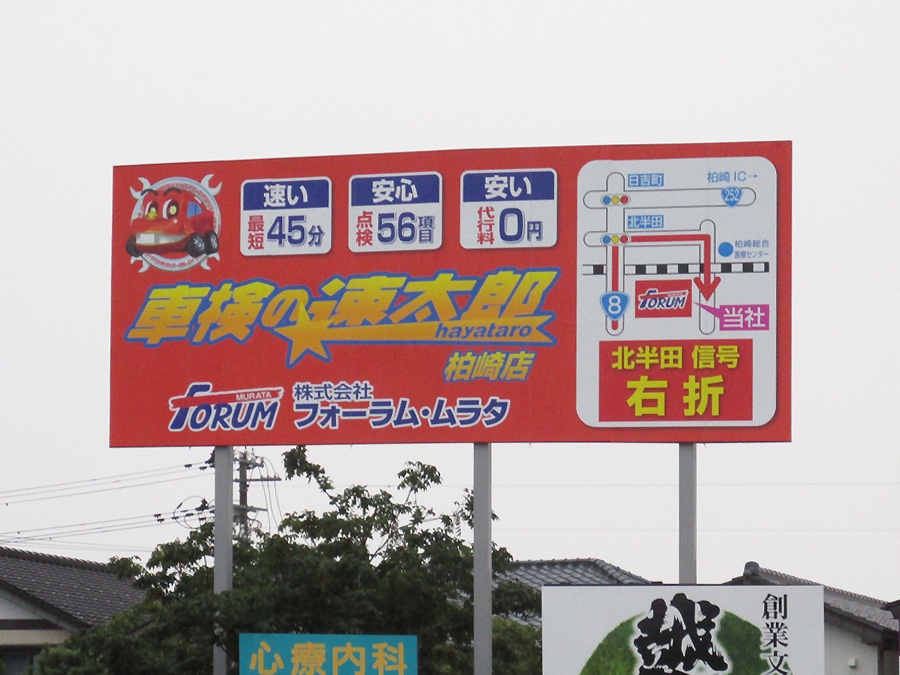 速い
最短45分
安心
点検56項目
安い
代行料0円
車検の速太郎
hayataro
柏崎店
MURATA
FORUM
株式会社
フォーラム・ムラタ
日吉町
柏崎IC→
252
北半田
柏崎総合
医療センター
8
FORUM
当社
北半田 信号
右折
心療内科
越
創業文